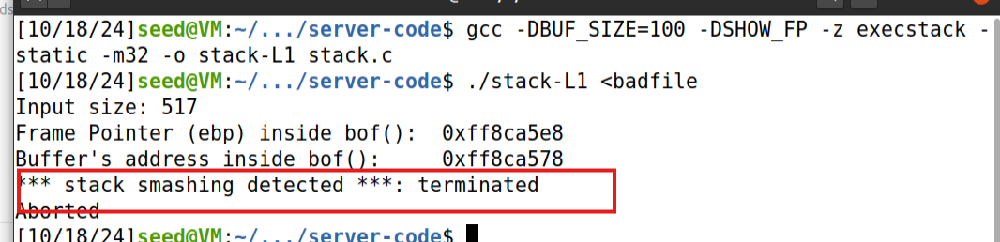 ds
[10/18/24]seed@VM:~/.../server-code$ gcc -DBUF_SIZE=100 -DSHOW_FP -z execstack -
static -m32 -o stack-L1 stack.c
[10/18/24]seed@VM:~/.../server-code$ ./stack-L1 <badfile
Input size: 517
Frame Pointer (ebp) inside bof():  0xff8ca5e8
Buffer's address inside bof():     0xff8ca578
*** stack smashing detected ***: terminated
Aborted
[10/18/24]seed@VM:~/.../server-code$